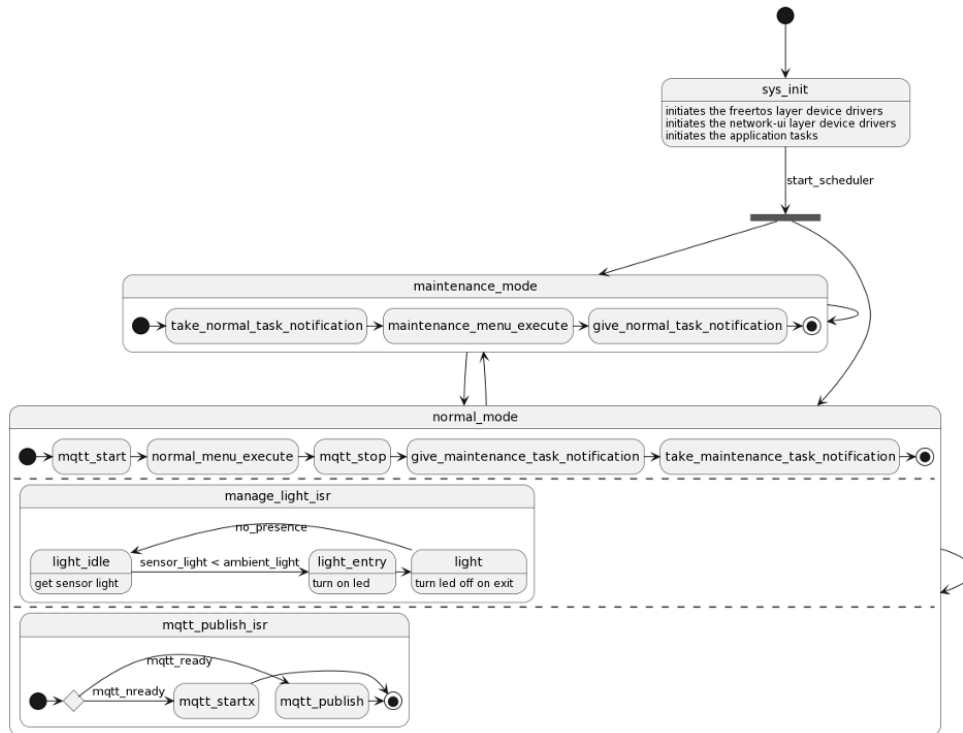 sys_init
initiates the freertos layer device drivers
initiates the network-ui layer device drivers
initiates the application tasks
start_scheduler
maintenance_mode
take_normal_task_notification
maintenance_menu_execute
give_normal_task_notification
normal_mode
mqtt_start
normal_menu_execute
mqtt_stop
give_maintenance_task_notification
take_maintenance_task_notification
manage_light_isr
no_presence
light_idle
get sensor light
sensor_light < ambient_light
light_entry
turn on led
light
turn led off on exit
mqtt_publish_isr
mqtt_ready
mqtt_nready
mqtt_startx
mqtt_publish